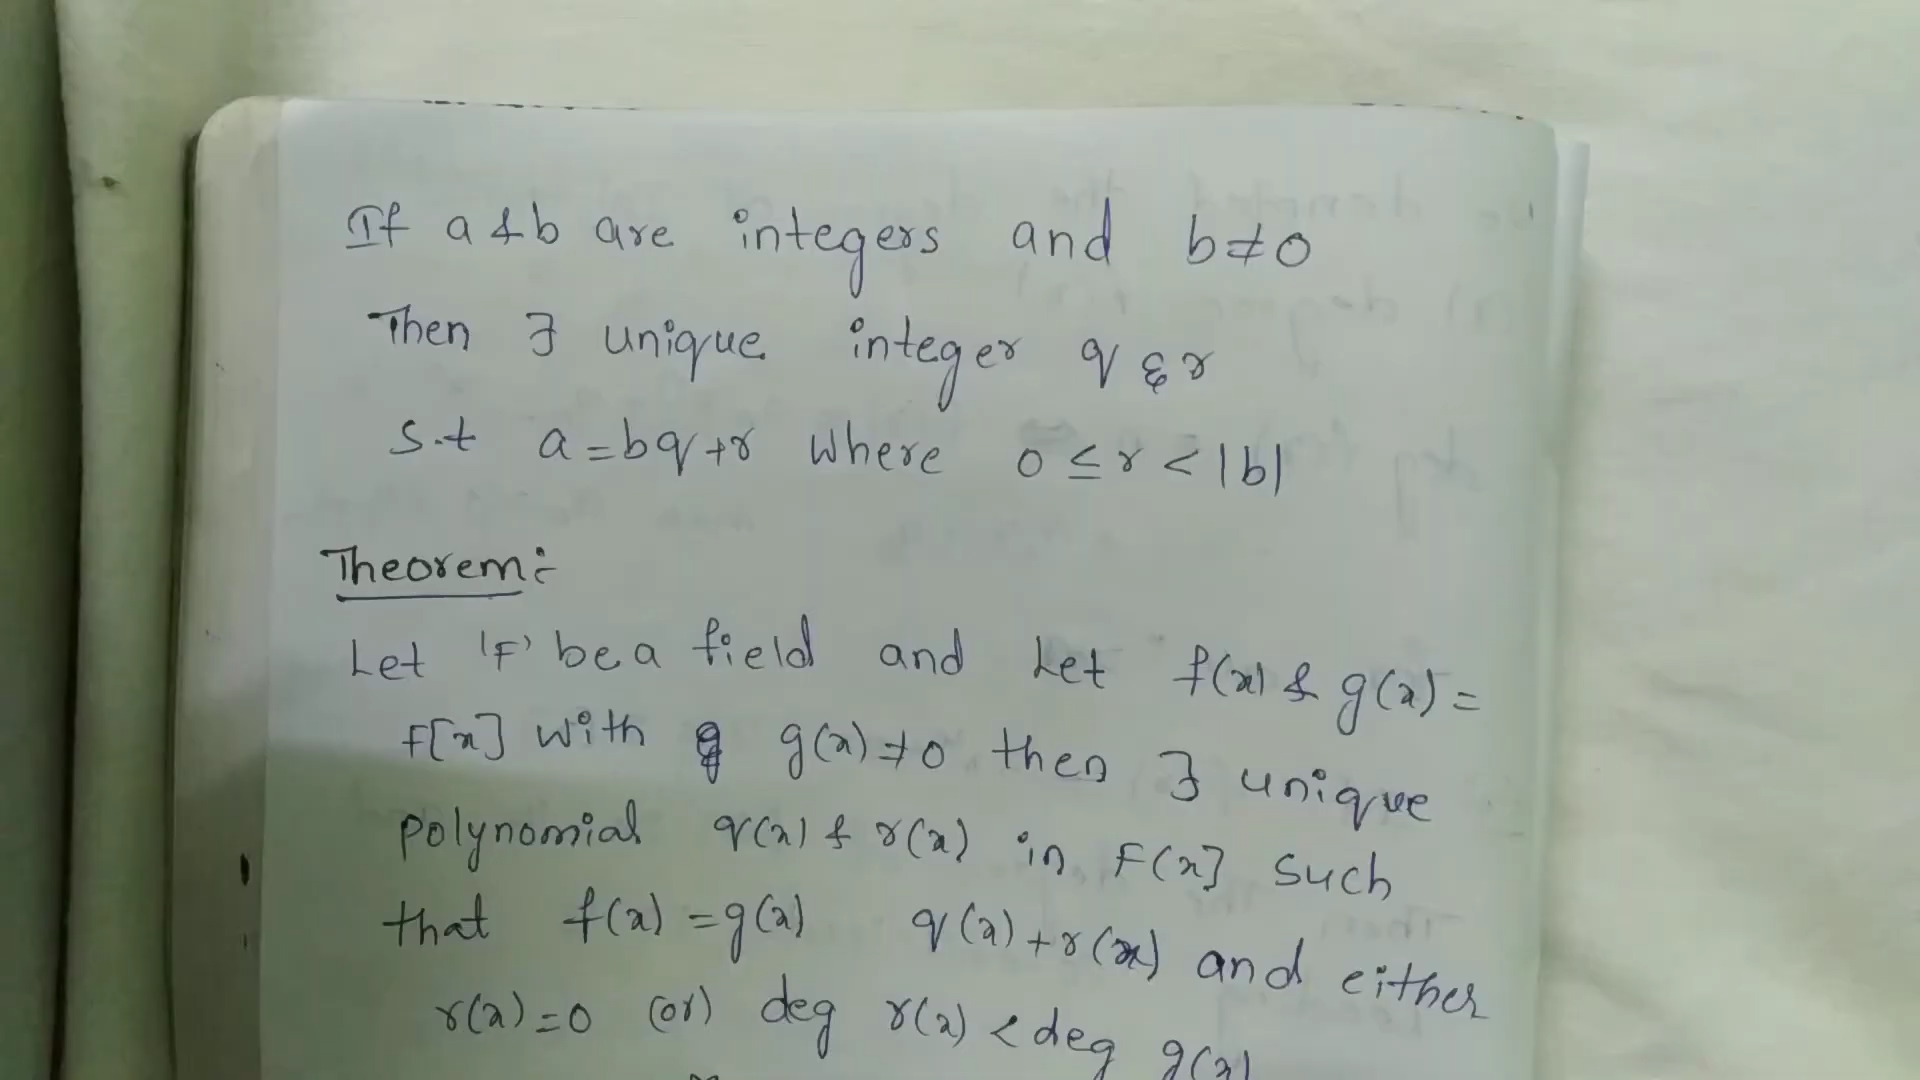 If a & b are integers and b≠0
Then ∃ unique integer q & r
s.t a=bq+r where 0 ≤ r < |b|
Theorem:-
Let 'F' be a field and Let f(x) & g(x) =
F[x] with g g(x)≠0 then ∃ unique
polynomial q(x) & r(x) in F(x] such
that f(x) = g(x) q(x)+r(x) and either
r(x)=0 (or) deg r(x) < deg g(x)